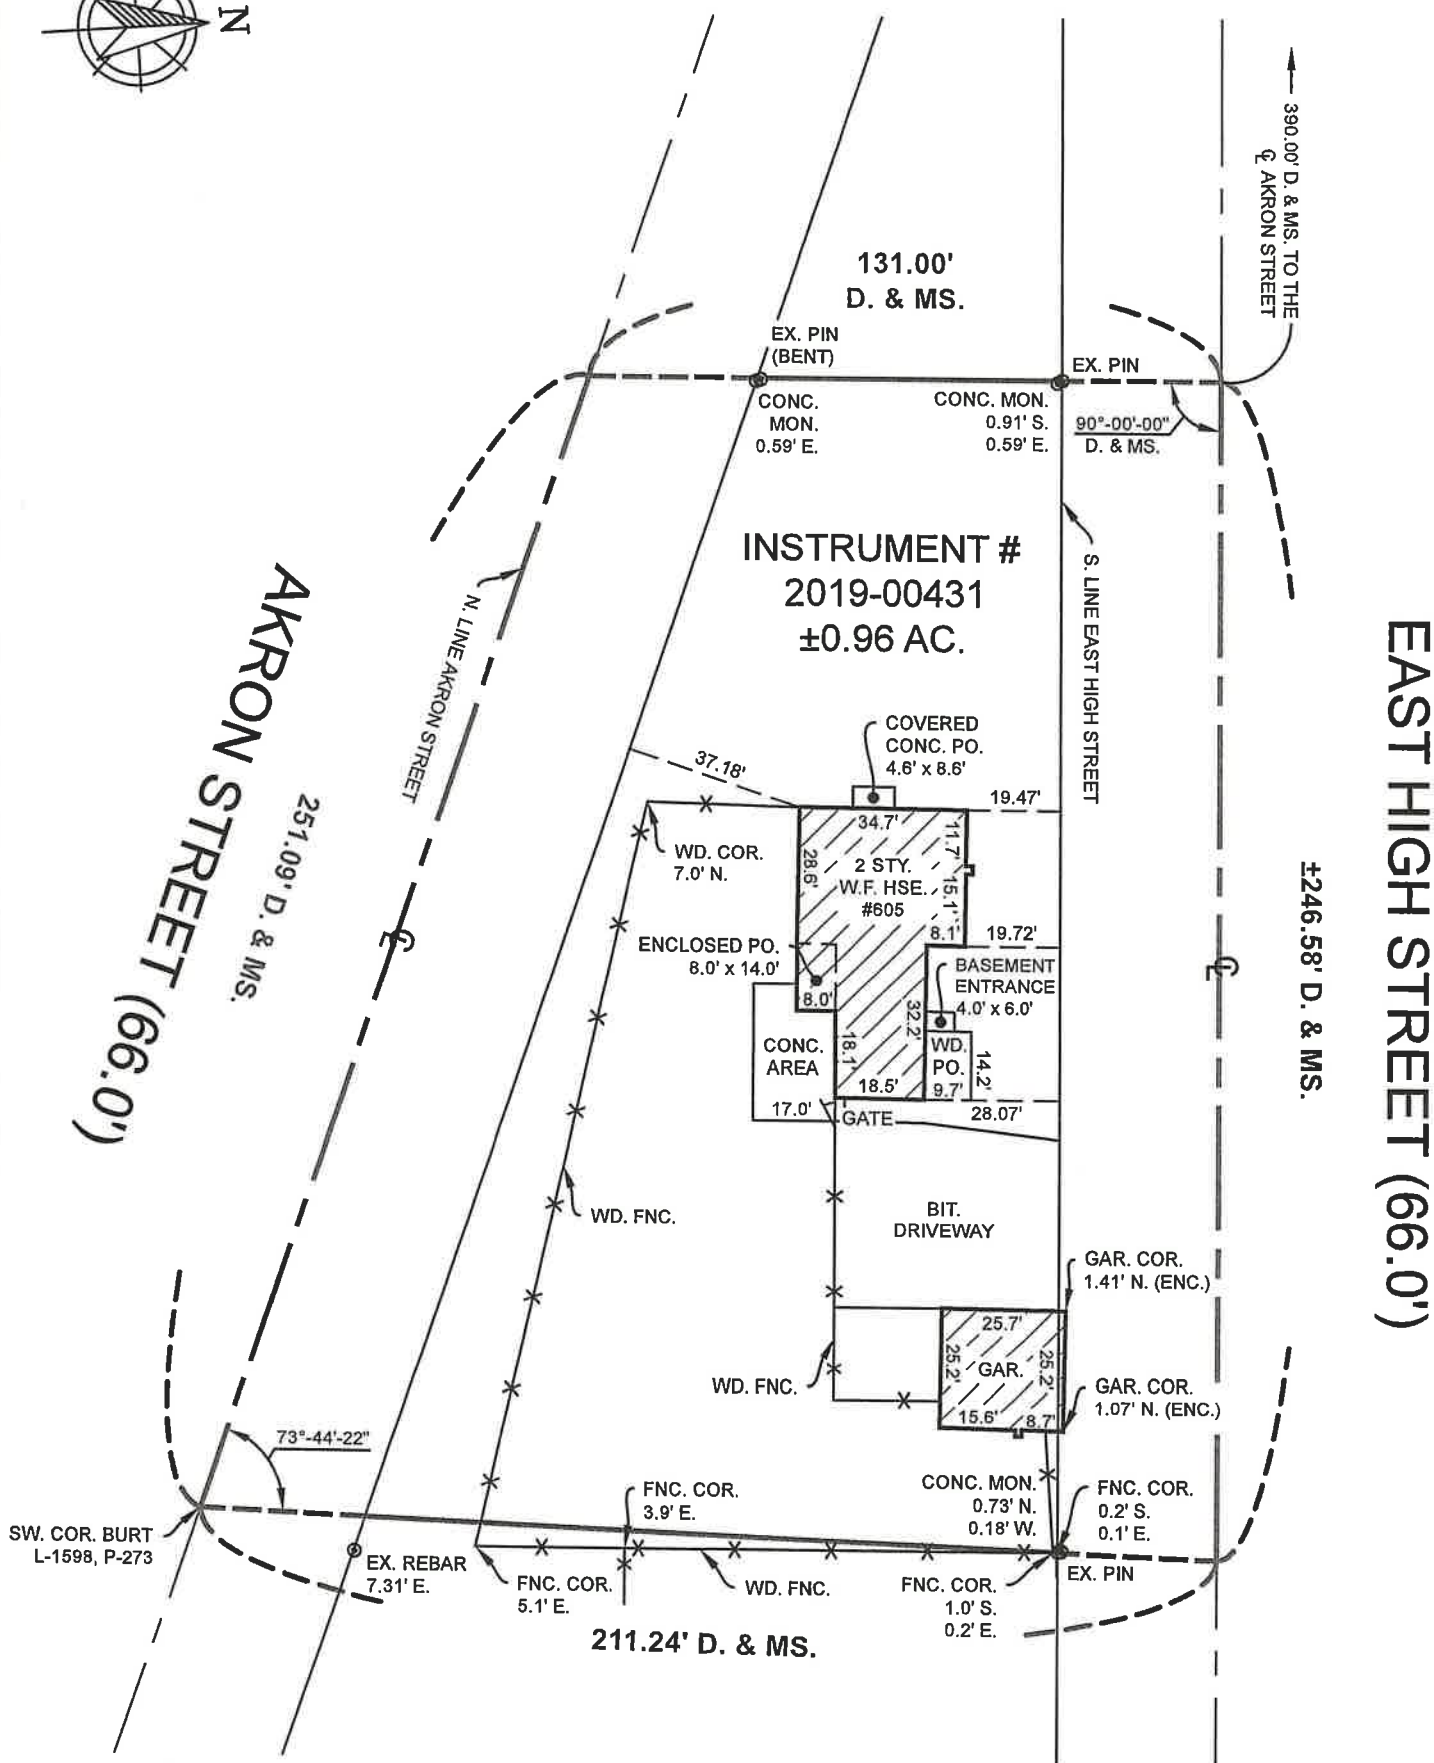 N
390.00' D. & MS. TO THE
℄ AKRON STREET
131.00'
D. & MS.
EX. PIN
(BENT)
EX. PIN
CONC.
MON.
0.59' E.
CONC. MON.
0.91' S.
0.59' E.
90°-00'-00"
D. & MS.
INSTRUMENT #
2019-00431
±0.96 AC.
S. LINE EAST HIGH STREET
N. LINE AKRON STREET
EAST HIGH STREET (66.0')
±246.58' D. & MS.
℄
AKRON STREET (66.0')
251.09' D. & MS.
℄
COVERED
CONC. PO.
4.6' x 8.6'
37.18'
19.47'
34.7'
11.7'
WD. COR.
7.0' N.
28.6'
2 STY.
W.F. HSE.
#605
15.1'
8.1'
19.72'
ENCLOSED PO.
8.0' x 14.0'
BASEMENT
ENTRANCE
4.0' x 6.0'
8.0'
32.2'
CONC.
AREA
18.1'
WD.
PO.
9.7'
14.2'
18.5'
17.0'
GATE
28.07'
WD. FNC.
BIT.
DRIVEWAY
GAR. COR.
1.41' N. (ENC.)
25.7'
25.2'
GAR.
25.2'
WD. FNC.
15.6'
8.7'
GAR. COR.
1.07' N. (ENC.)
73°-44'-22"
FNC. COR.
3.9' E.
CONC. MON.
0.73' N.
0.18' W.
FNC. COR.
0.2' S.
0.1' E.
SW. COR. BURT
L-1598, P-273
EX. REBAR
7.31' E.
FNC. COR.
5.1' E.
WD. FNC.
FNC. COR.
1.0' S.
0.2' E.
EX. PIN
211.24' D. & MS.